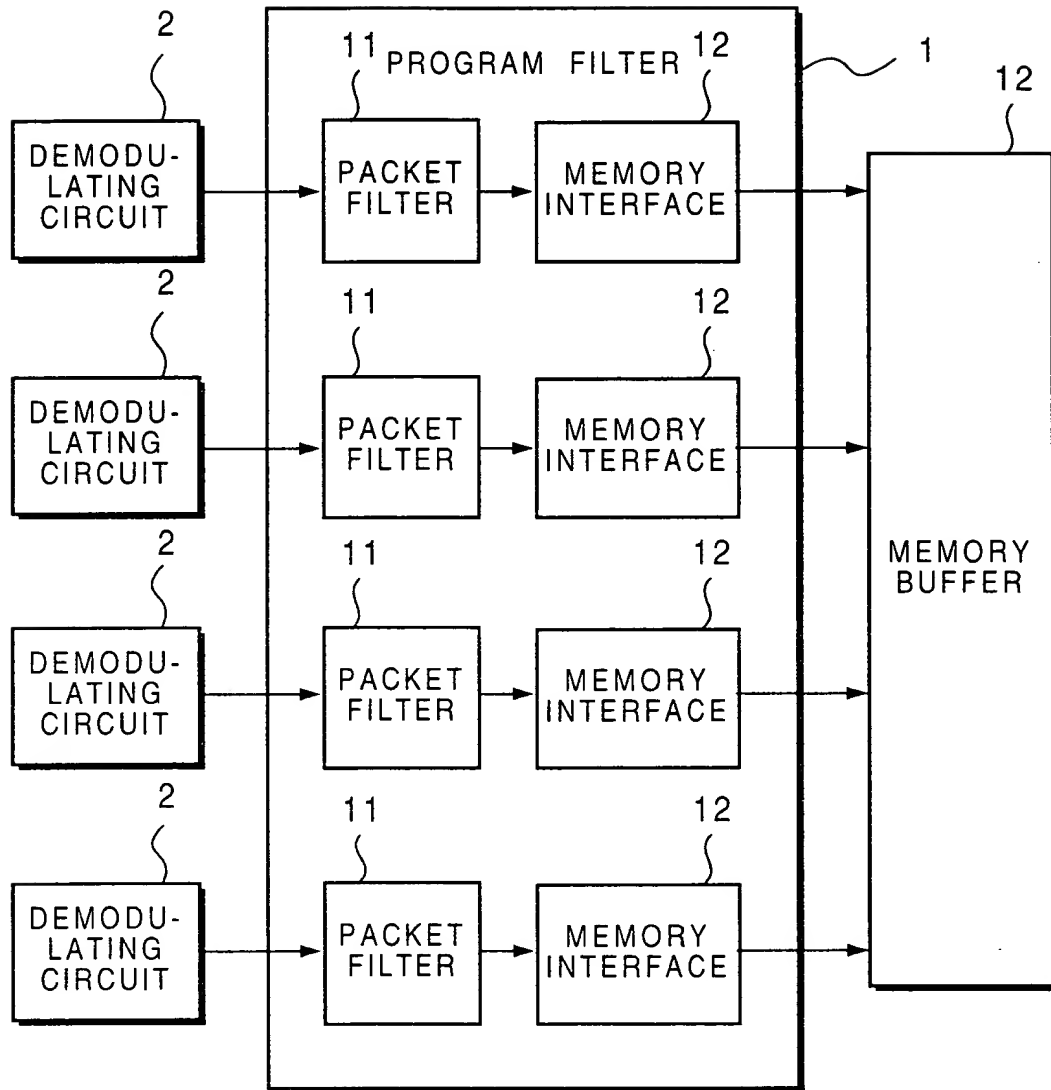 2
11
PROGRAM FILTER
12
1
12
DEMODU-
LATING
CIRCUIT
PACKET
FILTER
MEMORY
INTERFACE
2
11
12
DEMODU-
LATING
CIRCUIT
PACKET
FILTER
MEMORY
INTERFACE
MEMORY
BUFFER
2
11
12
DEMODU-
LATING
CIRCUIT
PACKET
FILTER
MEMORY
INTERFACE
2
11
12
DEMODU-
LATING
CIRCUIT
PACKET
FILTER
MEMORY
INTERFACE